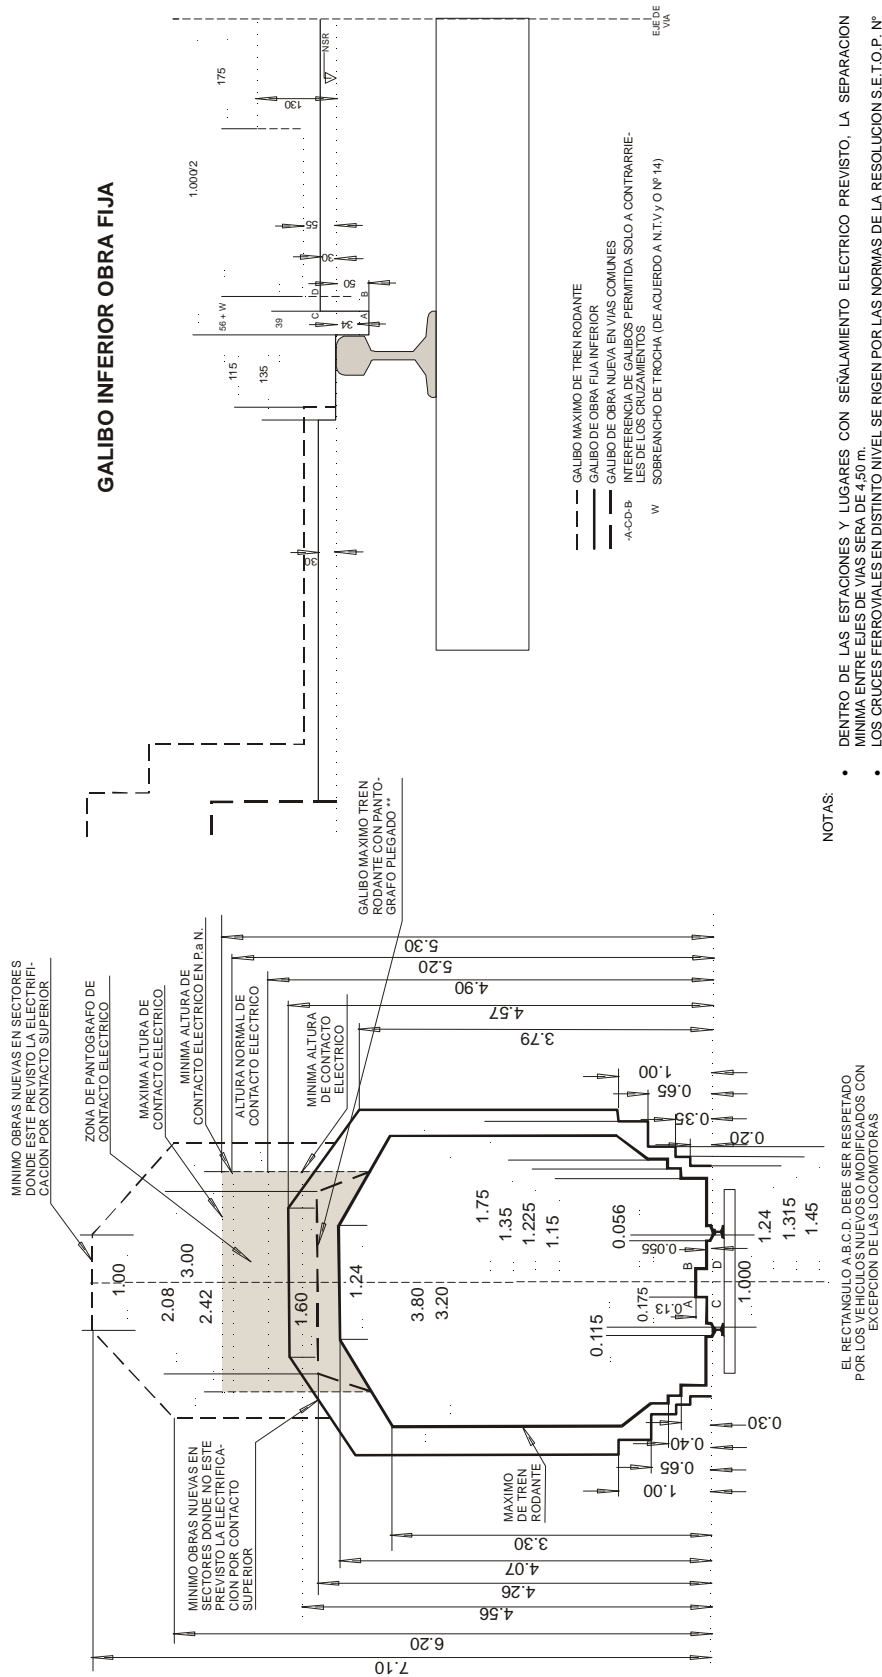 GALIBO INFERIOR OBRA FIJA
1.000/2
175
130
NSR
EJE DE
VIA
55
30
50
56 + W
39
34
A
B
C
D
115
135
30
GALIBO MAXIMO DE TREN RODANTE
GALIBO DE OBRA FIJA INFERIOR
GALIBO DE OBRA NUEVA EN VIAS COMUNES
-A-C-D-B- INTERFERENCIA DE GALIBOS PERMITIDA SOLO A CONTRARRIE-
LES DE LOS CRUZAMIENTOS
W SOBREANCHO DE TROCHA (DE ACUERDO A N.T.V y O Nº 14)
MINIMO OBRAS NUEVAS EN SECTORES
DONDE ESTE PREVISTO LA ELECTRIFI-
CACION POR CONTACTO SUPERIOR
ZONA DE PANTOGRAFO DE
CONTACTO ELECTRICO
MAXIMA ALTURA DE
CONTACTO ELECTRICO
MINIMA ALTURA DE
CONTACTO ELECTRICO EN P.a N.
ALTURA NORMAL DE
CONTACTO ELECTRICO
MINIMA ALTURA
DE CONTACTO
ELECTRICO
GALIBO MAXIMO TREN
RODANTE CON PANTO-
GRAFO PLEGADO **
MINIMO OBRAS NUEVAS EN
SECTORES DONDE NO ESTE
PREVISTO LA ELECTRIFICA-
CION POR CONTACTO
SUPERIOR
MAXIMO
DE TREN
RODANTE
1.00
3.00
2.08
2.42
1.60
1.24
3.80
3.20
1.75
1.35
1.225
1.15
0.056
0.055
0.115
0.175
0.13
A
B
C
D
1.000
1.24
1.315
1.45
5.30
5.20
4.90
4.57
3.79
1.00
0.65
0.35
0.20
7.10
6.20
4.56
4.26
4.07
3.30
1.00
0.65
0.40
0.30
EL RECTANGULO A.B.C.D. DEBE SER RESPETADO
POR LOS VEHICULOS NUEVOS O MODIFICADOS CON
EXCEPCION DE LAS LOCOMOTORAS
NOTAS:
• DENTRO DE LAS ESTACIONES Y LUGARES CON SEÑALAMIENTO ELECTRICO PREVISTO, LA SEPARACION
MINIMA ENTRE EJES DE VIAS SERA DE 4,50 m.
• LOS CRUCES FERROVIALES EN DISTINTO NIVEL SE RIGEN POR LAS NORMAS DE LA RESOLUCION S.E.T.O.P. Nº